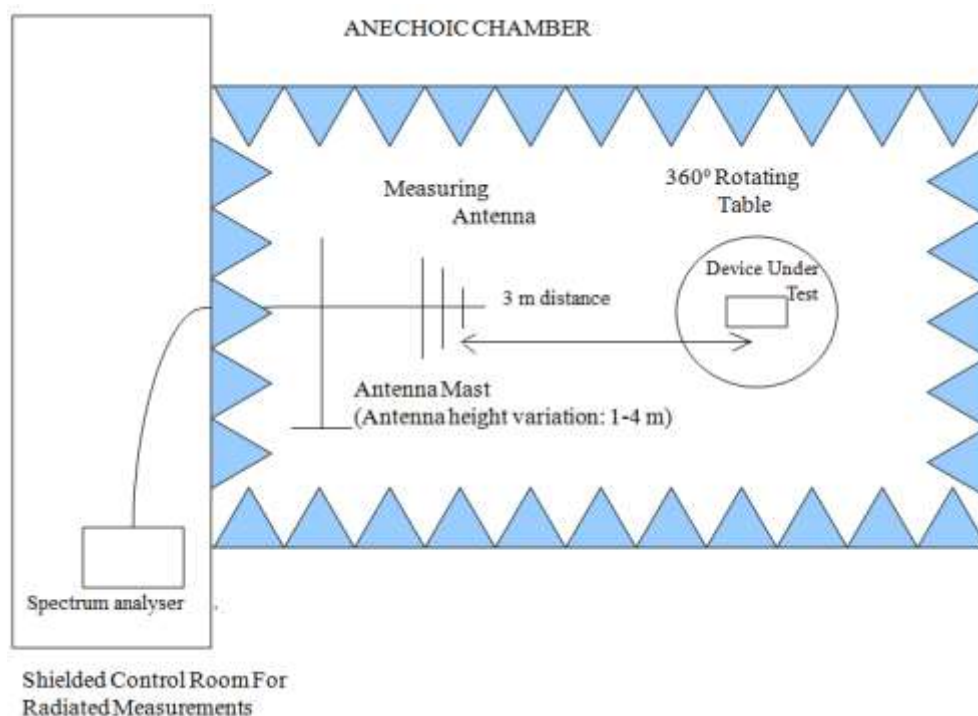 ANECHOIC CHAMBER
Measuring
Antenna
360º Rotating
Table
Device Under
Test
3 m distance
Antenna Mast
(Antenna height variation: 1-4 m)
Spectrum analyser .
Shielded Control Room For
Radiated Measurements